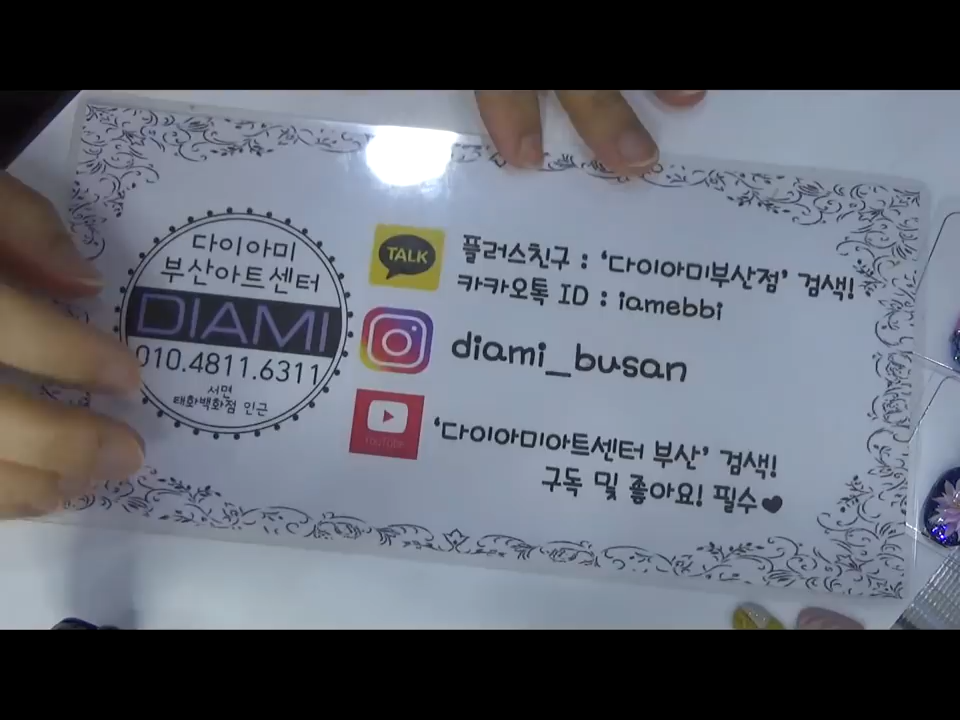 다이아미
부산아트센터
DIAMI
010.4811.6311
서면
태화백화점 인근
TALK
플러스친구 : '다이아미부산점' 검색!
카카오톡 ID : iamebbi
diami_busan
YOUTUBE
'다이아미아트센터 부산' 검색!
구독 및 좋아요! 필수♥